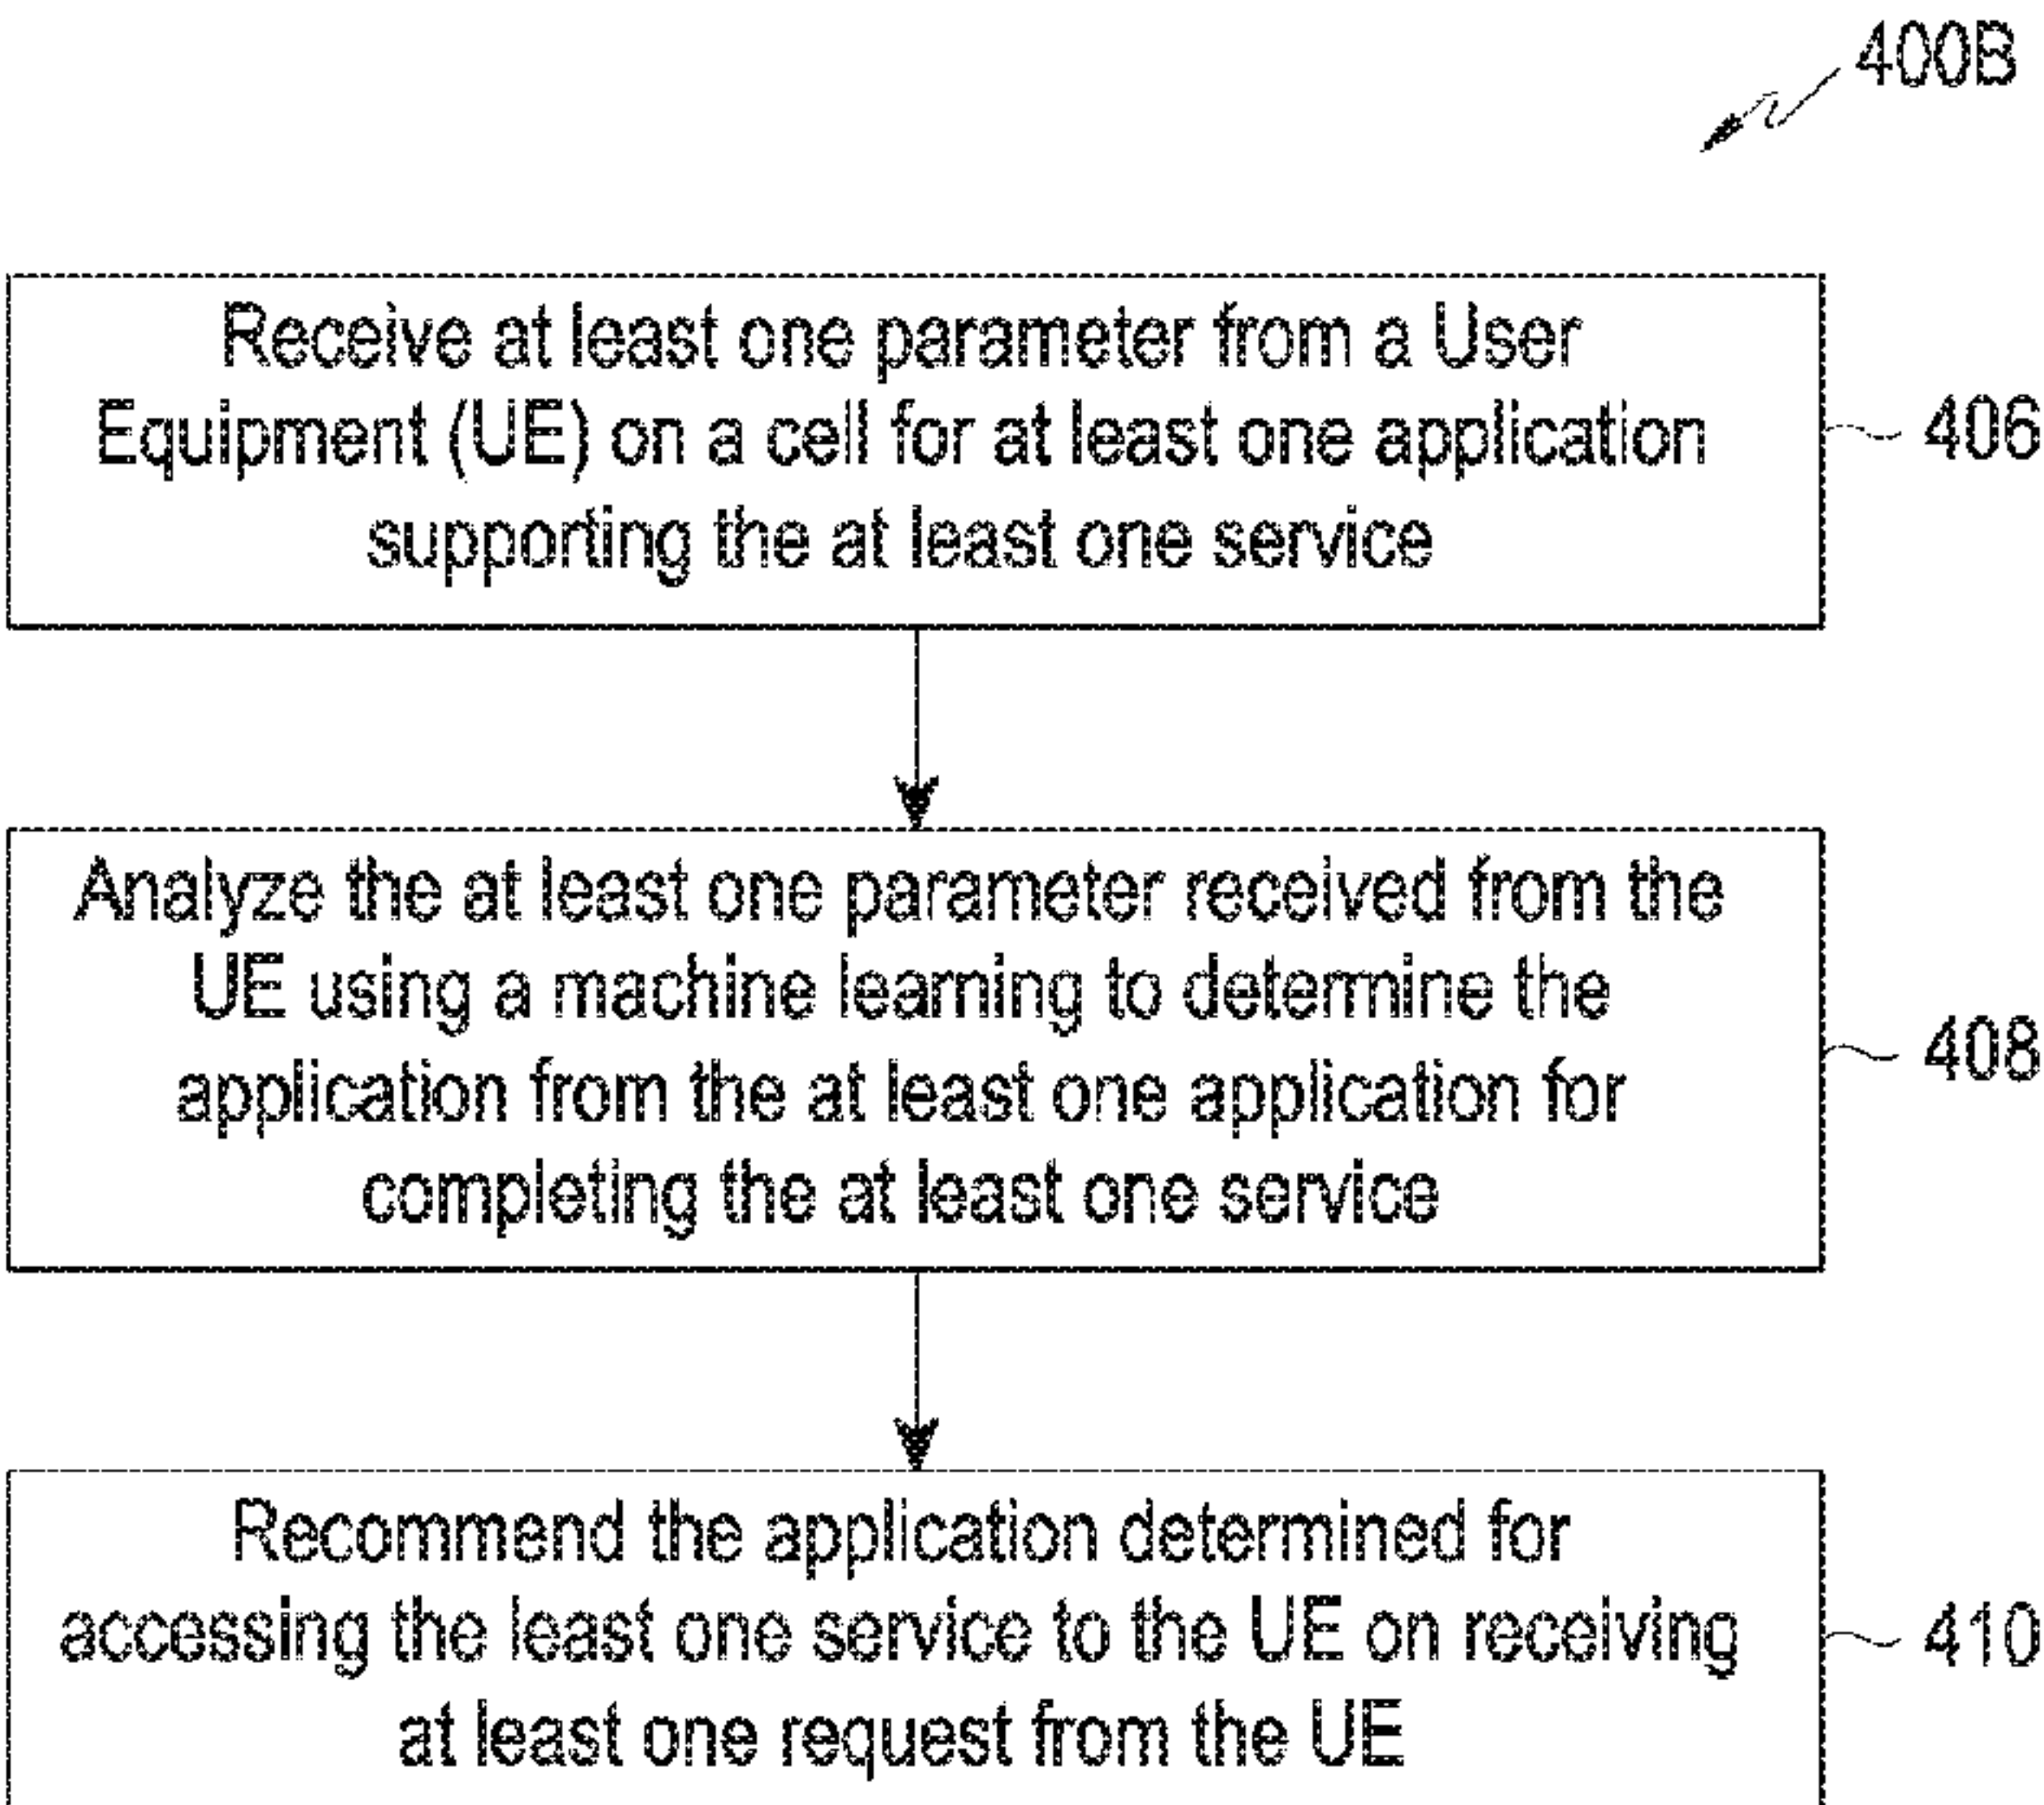 400B
Receive at least one parameter from a User
Equipment (UE) on a cell for at least one application
supporting the at least one service
406
Analyze the at least one parameter received from the
UE using a machine learning to determine the
application from the at least one application for
completing the at least one service
408
Recommend the application determined for
accessing the least one service to the UE on receiving
at least one request from the UE
410